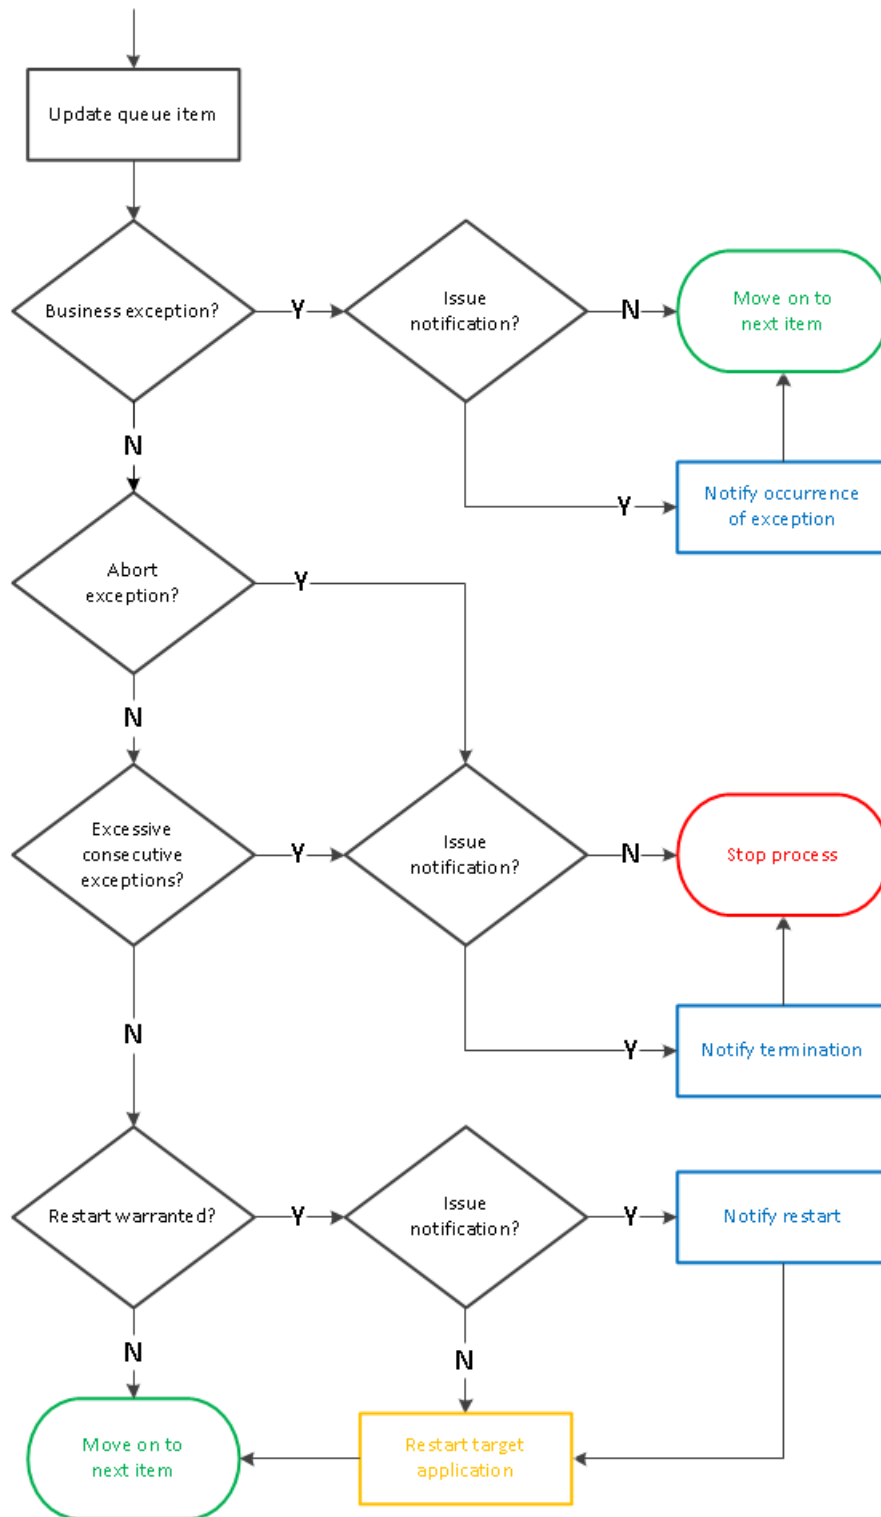 Update queue item
Business exception?
Y
Issue
notification?
N
Move on to
next item
N
Y
Notify occurrence
of exception
Abort
exception?
Y
N
Excessive
consecutive
exceptions?
Y
Issue
notification?
N
Stop process
N
Y
Notify termination
Restart warranted?
Y
Issue
notification?
Y
Notify restart
N
N
Move on to
next item
Restart target
application